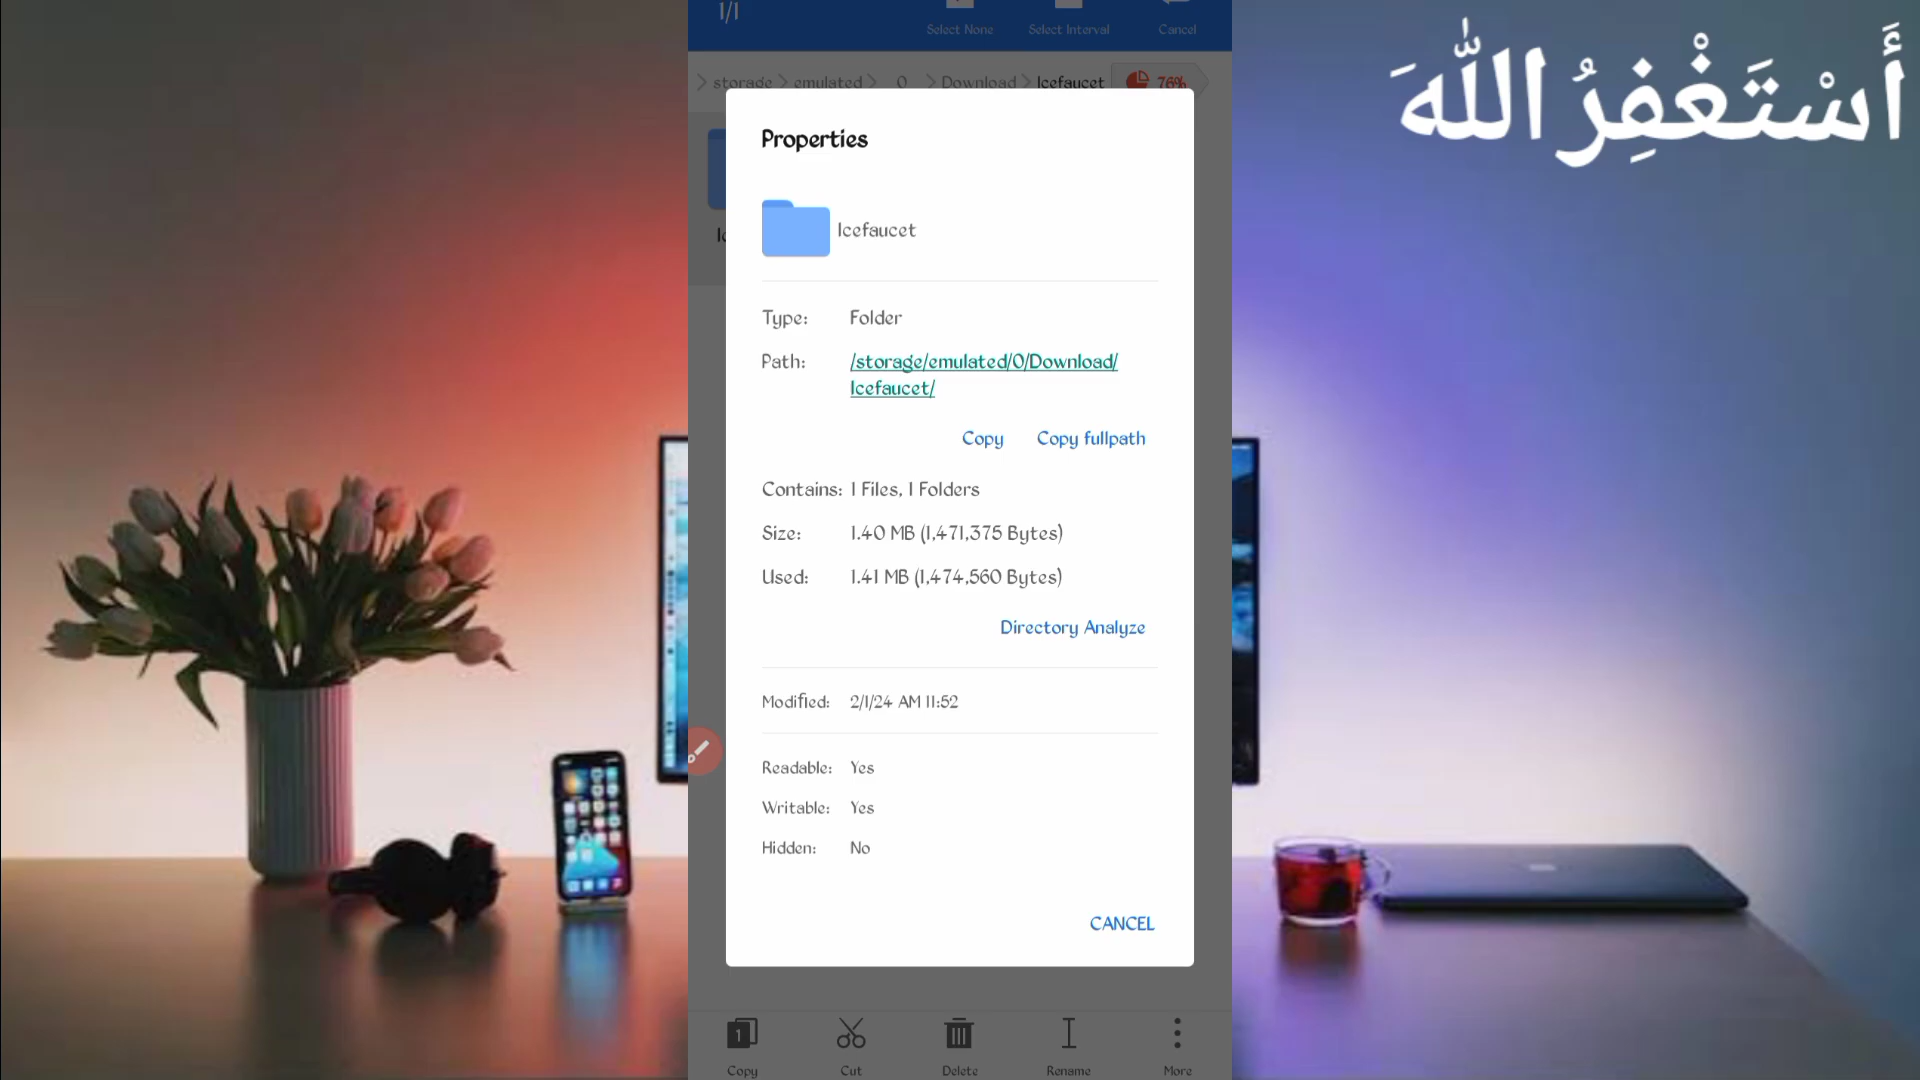 1/1
Select None
Select Interval
Cancel
أَسْتَغْفِرُ اللّٰهَ
storage
emulated
0
Download
Icefaucet
76%
Properties
Icefaucet
Type: Folder
Path: /storage/emulated/0/Download/
Icefaucet/
Copy
Copy fullpath
Contains: 1 Files, 1 Folders
Size: 1.40 MB (1,471,375 Bytes)
Used: 1.41 MB (1,474,560 Bytes)
Directory Analyze
Modified: 2/1/24 AM 11:52
Readable: Yes
Writable: Yes
Hidden: No
CANCEL
1
Copy
Cut
Delete
Rename
More